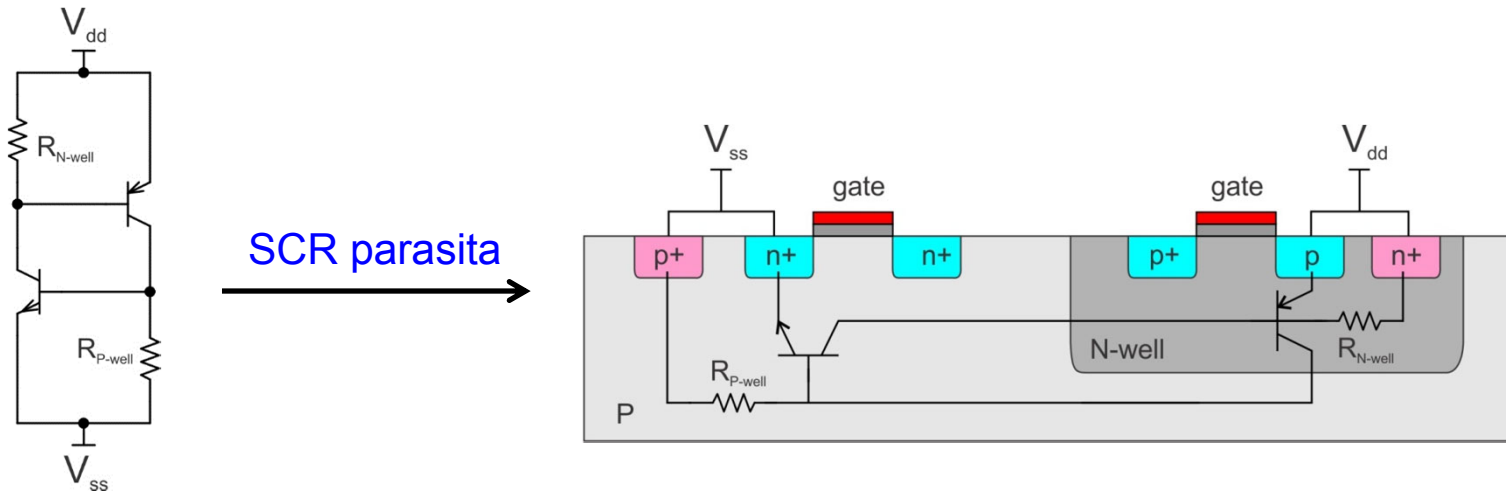 Vdd
RN-well
RP-well
Vss
SCR parasita
Vss
gate
gate
Vdd
p+
n+
n+
p+
p
n+
N-well
RN-well
RP-well
P